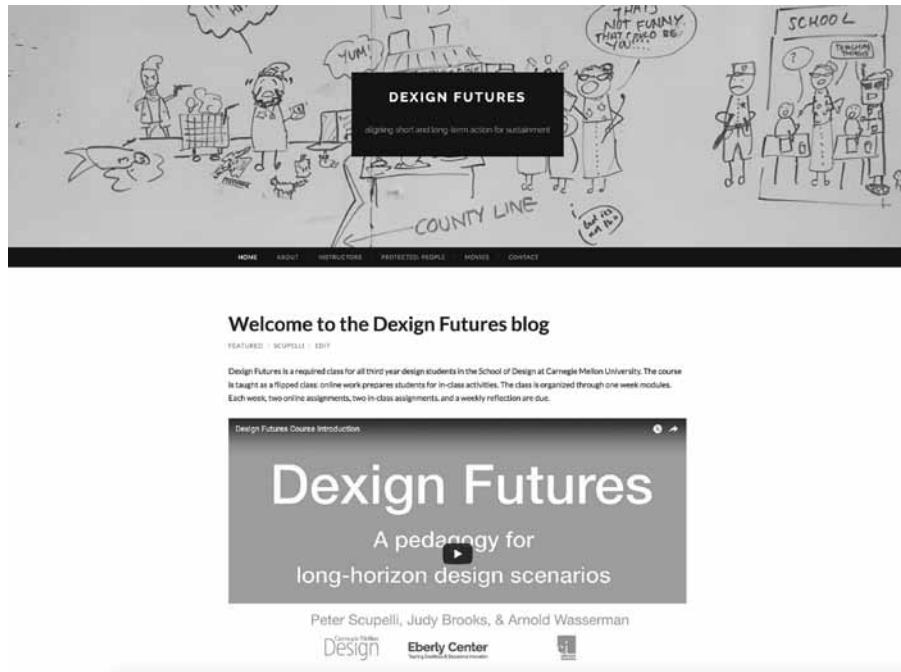 THAT'S
NOT FUNNY.
THAT COULD BE
YOU....
SCHOOL
YUM!
?
TEACHING
THINGS
DEXIGN FUTURES
aligning short and long-term action for sustainment
COUNTY LINE
HOME ABOUT INSTRUCTORS PROTECTED: PEOPLE MOVIES CONTACT
Welcome to the Dexign Futures blog
FEATURED / SCUPELLI / EDIT
Dexign Futures is a required class for all third year design students in the School of Design at Carnegie Mellon University. The course
is taught as a flipped class: online work prepares students for in-class activities. The class is organized through one week modules.
Each week, two online assignments, two in-class assignments, and a weekly reflection are due.
Dexign Futures Course Introduction
Dexign Futures
A pedagogy for
long-horizon design scenarios
Peter Scupelli, Judy Brooks, & Arnold Wasserman
Carnegie Mellon
Design
Eberly Center
Teaching Excellence & Educational Innovation